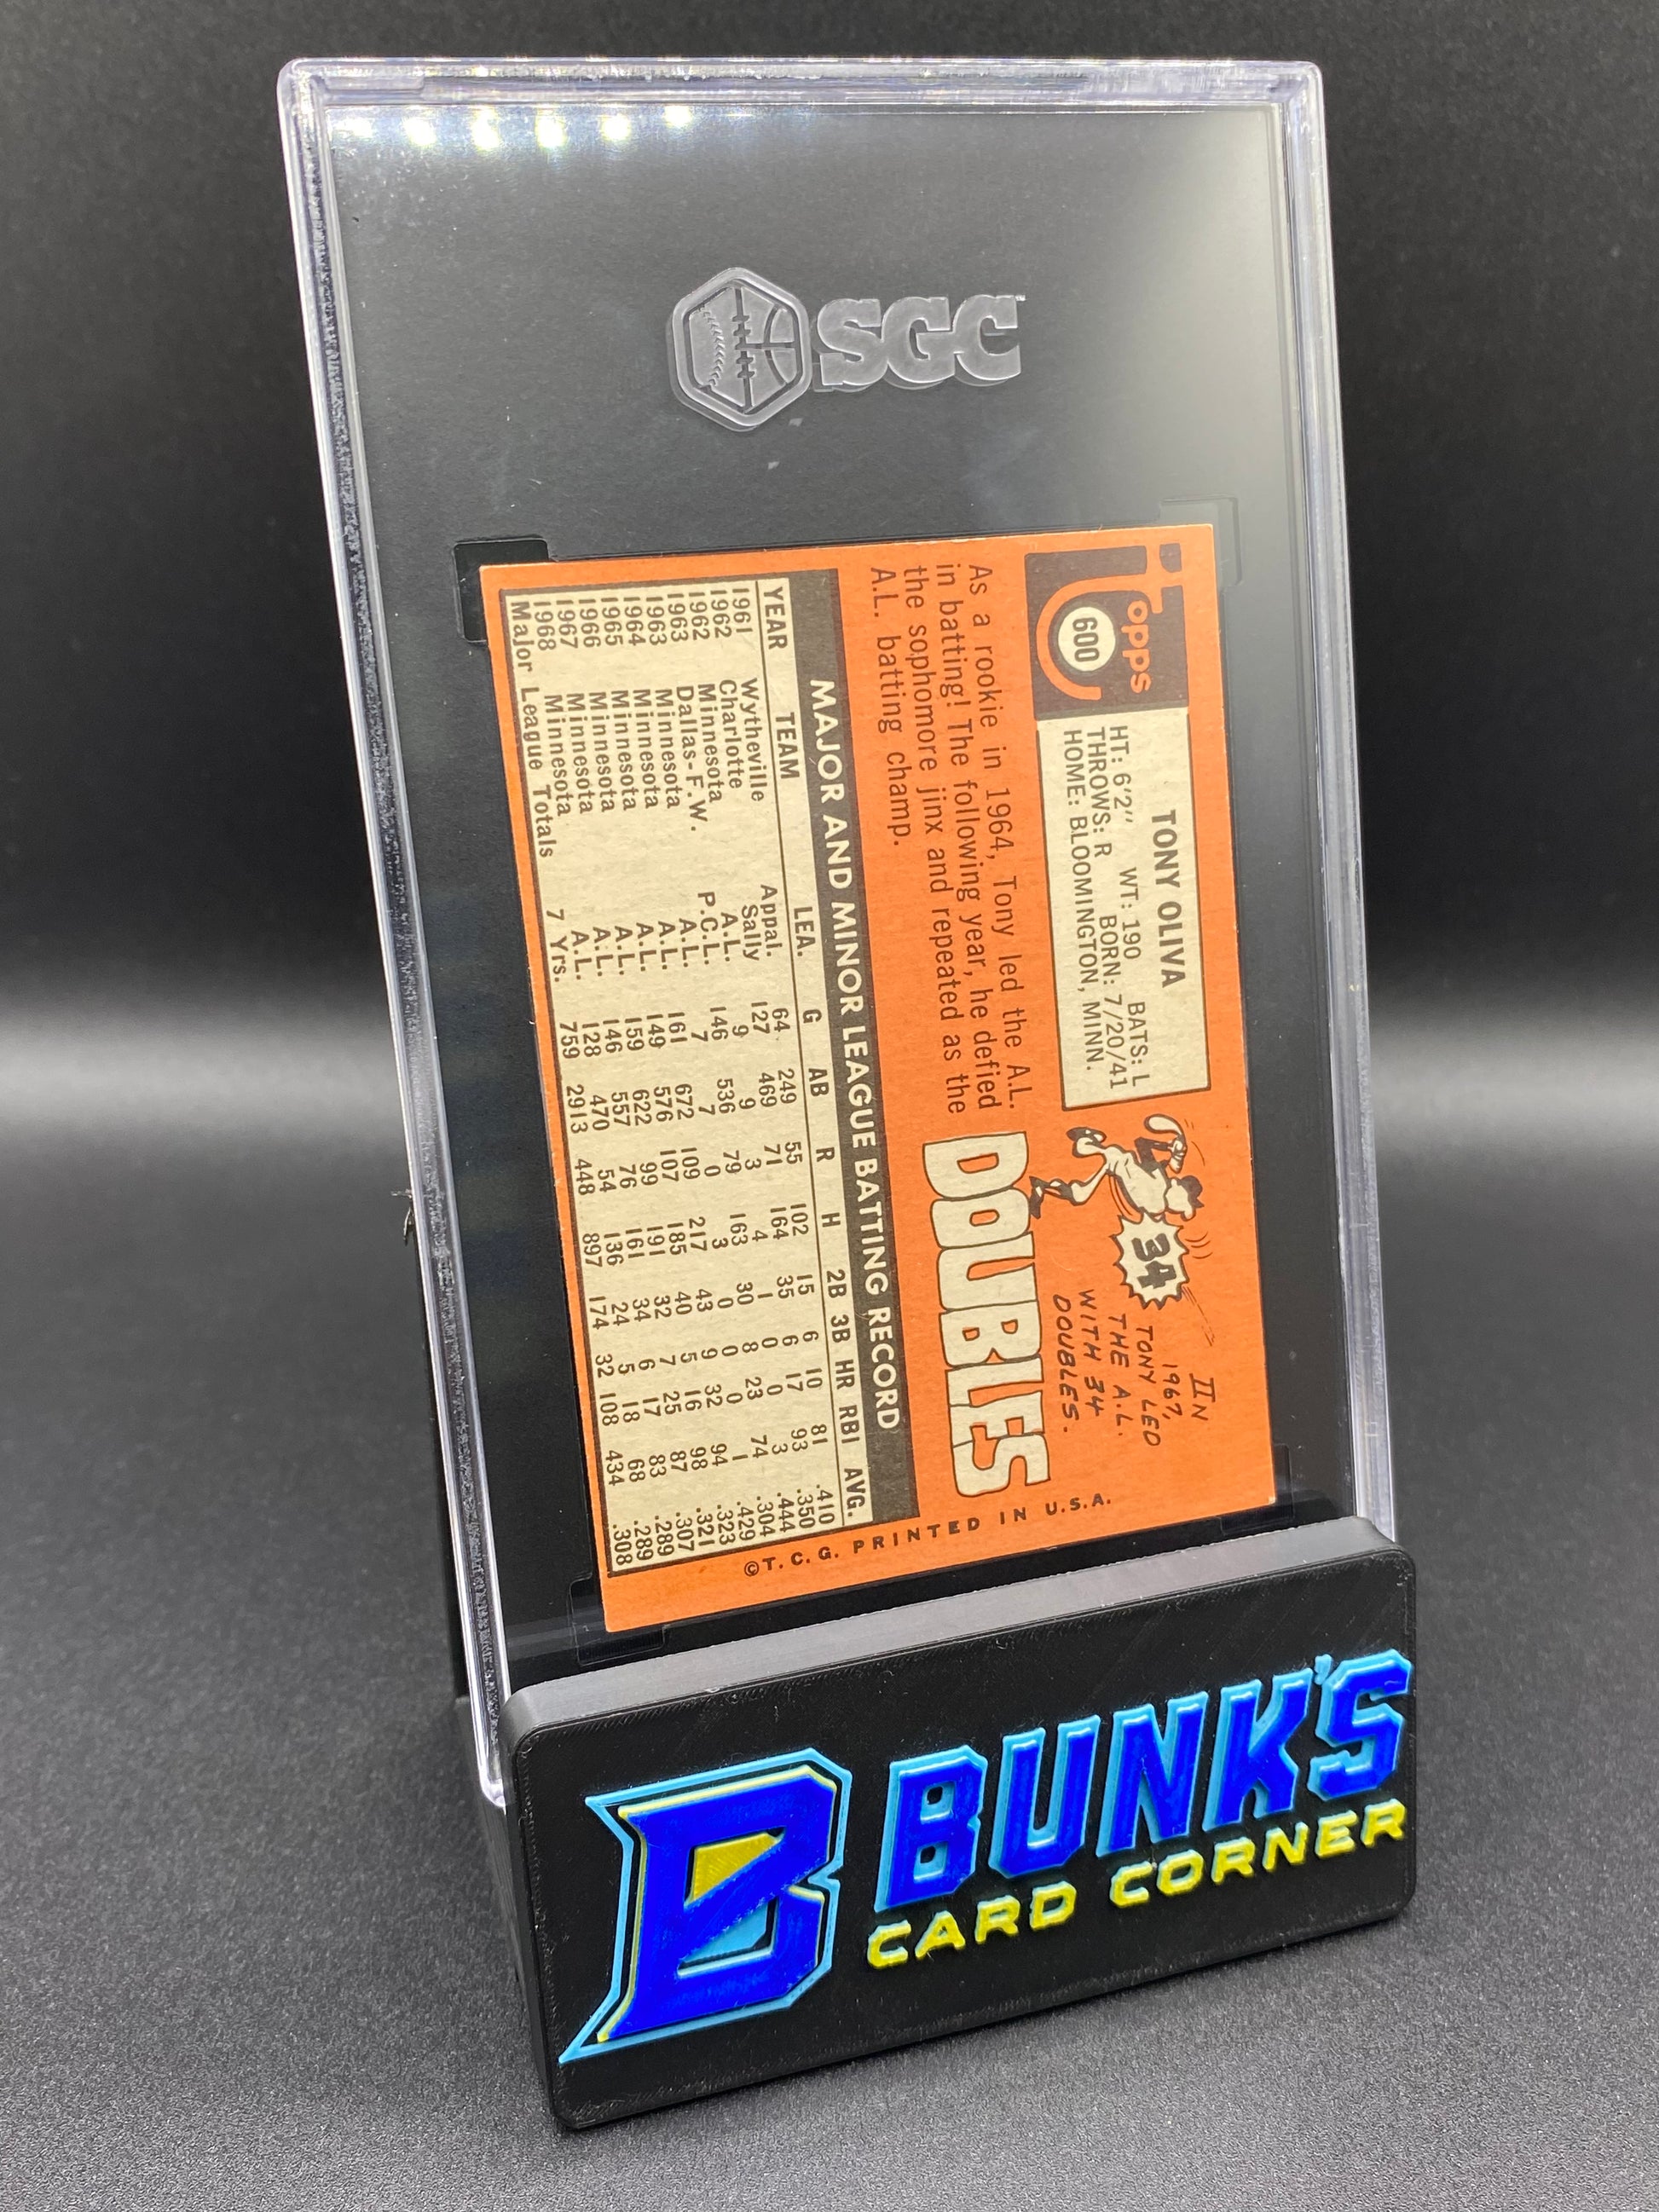 SGC
Topps
600
TONY OLIVA
HT: 6'2" WT: 190 BATS: L
THROWS: R BORN: 7/20/41
HOME: BLOOMINGTON, MINN.
34
IN
1967,
TONY LED
THE A.L.
WITH 34
DOUBLES.
DOUBLES
As a rookie in 1964, Tony led the A.L.
in batting! The following year, he defied
the sophomore jinx and repeated as the
A.L. batting champ.
MAJOR AND MINOR LEAGUE BATTING RECORD
YEAR TEAM LEA. G AB R H 2B 3B HR RBI AVG.
1961 Wytheville Appal. 64 249 55 102 15 6 10 81 .410
1962 Charlotte Sally 127 469 71 164 35 6 17 93 .350
1962 Minnesota A.L. 9 9 3 4 1 0 0 3 .444
1963 Dallas-F.W. P.C.L. 146 536 79 163 30 8 23 74 .304
1963 Minnesota A.L. 7 7 0 3 0 0 0 1 .429
1964 Minnesota A.L. 161 672 109 217 43 9 32 94 .323
1965 Minnesota A.L. 149 576 107 185 40 5 16 98 .321
1966 Minnesota A.L. 159 622 99 191 32 7 25 87 .307
1967 Minnesota A.L. 146 557 76 161 34 6 17 83 .289
1968 Minnesota A.L. 128 470 54 136 24 5 18 68 .289
Major League Totals 7 Yrs. 759 2913 448 897 174 32 108 434 .308
©T.C.G. PRINTED IN U.S.A.
B
BUNK'S
CARD CORNER